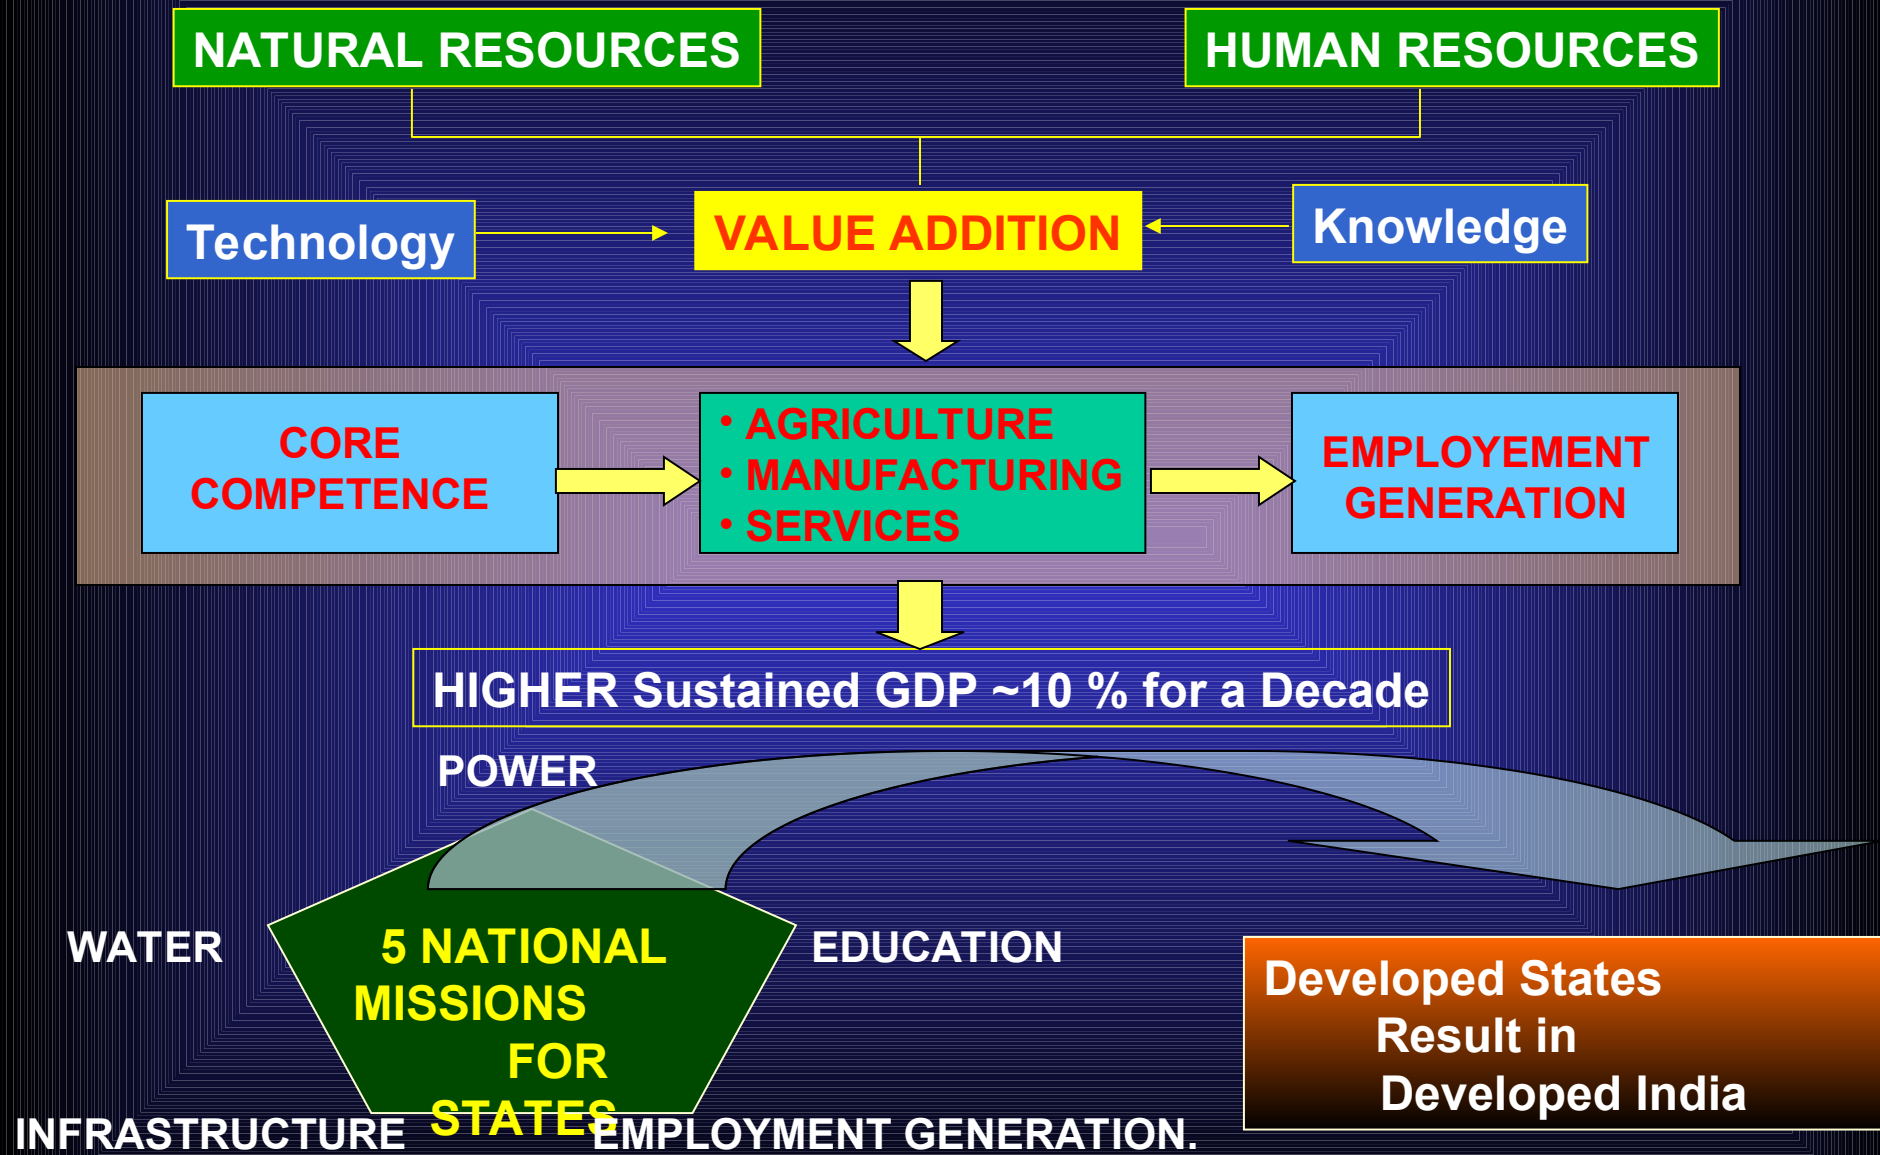 NATURAL RESOURCES
HUMAN RESOURCES
Technology
VALUE ADDITION
Knowledge
CORE
COMPETENCE
• AGRICULTURE
• MANUFACTURING
• SERVICES
EMPLOYEMENT
GENERATION
HIGHER Sustained GDP ~10 % for a Decade
POWER
WATER
5 NATIONAL
MISSIONS
FOR
STATES
EDUCATION
INFRASTRUCTURE
EMPLOYMENT GENERATION.
Developed States
Result in
Developed India